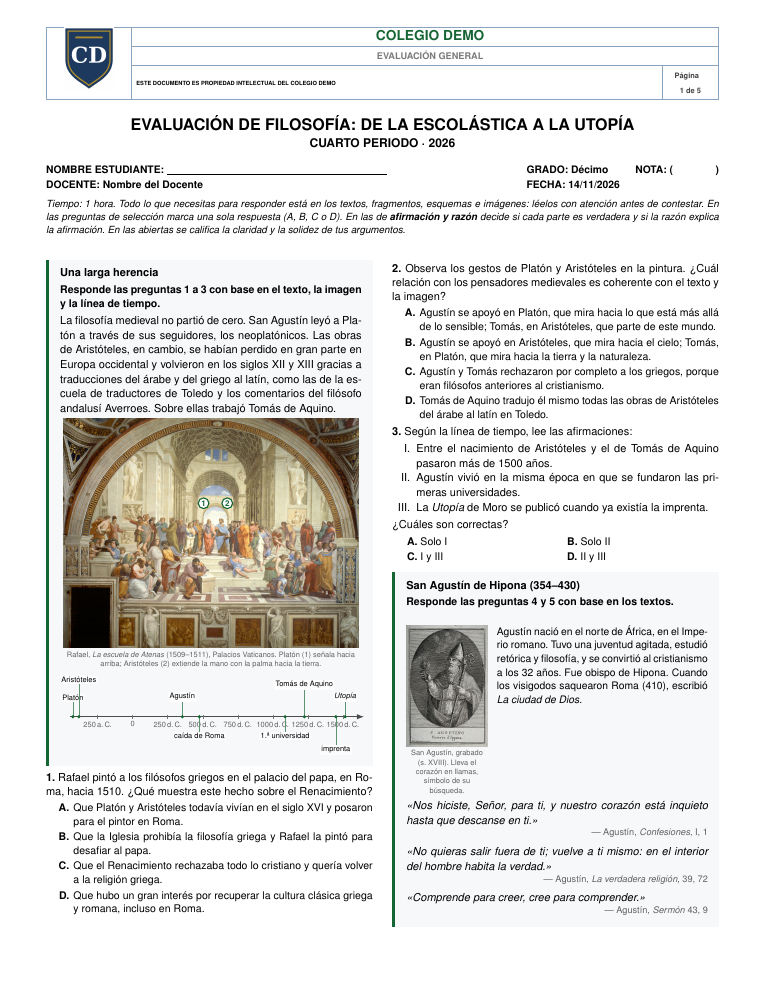 CD
COLEGIO DEMO
EVALUACIÓN GENERAL
ESTE DOCUMENTO ES PROPIEDAD INTELECTUAL DEL COLEGIO DEMO
Página
1 de 5
EVALUACIÓN DE FILOSOFÍA: DE LA ESCOLÁSTICA A LA UTOPÍA
CUARTO PERIODO · 2026
NOMBRE ESTUDIANTE:
GRADO: Décimo NOTA: ( )
DOCENTE: Nombre del Docente
FECHA: 14/11/2026
Tiempo: 1 hora. Todo lo que necesitas para responder está en los textos, fragmentos, esquemas e imágenes: léelos con atención antes de contestar. En
las preguntas de selección marca una sola respuesta (A, B, C o D). En las de afirmación y razón decide si cada parte es verdadera y si la razón explica
la afirmación. En las abiertas se califica la claridad y la solidez de tus argumentos.
Una larga herencia
Responde las preguntas 1 a 3 con base en el texto, la imagen
y la línea de tiempo.
La filosofía medieval no partió de cero. San Agustín leyó a Pla-
tón a través de sus seguidores, los neoplatónicos. Las obras
de Aristóteles, en cambio, se habían perdido en gran parte en
Europa occidental y volvieron en los siglos XII y XIII gracias a
traducciones del árabe y del griego al latín, como las de la es-
cuela de traductores de Toledo y los comentarios del filósofo
andalusí Averroes. Sobre ellas trabajó Tomás de Aquino.
1 2
Rafael, La escuela de Atenas (1509–1511), Palacios Vaticanos. Platón (1) señala hacia
arriba; Aristóteles (2) extiende la mano con la palma hacia la tierra.
Aristóteles
Tomás de Aquino
Platón
Agustín
Utopía
250 a. C. 0 250 d. C. 500 d. C. 750 d. C. 1000 d. C. 1250 d. C. 1500 d. C.
caída de Roma
1.ª universidad
imprenta
1. Rafael pintó a los filósofos griegos en el palacio del papa, en Ro-
ma, hacia 1510. ¿Qué muestra este hecho sobre el Renacimiento?
A. Que Platón y Aristóteles todavía vivían en el siglo XVI y posaron
para el pintor en Roma.
B. Que la Iglesia prohibía la filosofía griega y Rafael la pintó para
desafiar al papa.
C. Que el Renacimiento rechazaba todo lo cristiano y quería volver
a la religión griega.
D. Que hubo un gran interés por recuperar la cultura clásica griega
y romana, incluso en Roma.
2. Observa los gestos de Platón y Aristóteles en la pintura. ¿Cuál
relación con los pensadores medievales es coherente con el texto y
la imagen?
A. Agustín se apoyó en Platón, que mira hacia lo que está más allá
de lo sensible; Tomás, en Aristóteles, que parte de este mundo.
B. Agustín se apoyó en Aristóteles, que mira hacia el cielo; Tomás,
en Platón, que mira hacia la tierra y la naturaleza.
C. Agustín y Tomás rechazaron por completo a los griegos, porque
eran filósofos anteriores al cristianismo.
D. Tomás de Aquino tradujo él mismo todas las obras de Aristóteles
del árabe al latín en Toledo.
3. Según la línea de tiempo, lee las afirmaciones:
I. Entre el nacimiento de Aristóteles y el de Tomás de Aquino
pasaron más de 1500 años.
II. Agustín vivió en la misma época en que se fundaron las pri-
meras universidades.
III. La Utopía de Moro se publicó cuando ya existía la imprenta.
¿Cuáles son correctas?
A. Solo I
B. Solo II
C. I y III
D. II y III
San Agustín de Hipona (354–430)
Responde las preguntas 4 y 5 con base en los textos.
Agustín nació en el norte de África, en el Impe-
rio romano. Tuvo una juventud agitada, estudió
retórica y filosofía, y se convirtió al cristianismo
a los 32 años. Fue obispo de Hipona. Cuando
los visigodos saquearon Roma (410), escribió
La ciudad de Dios.
San Agustín, grabado
(s. XVIII). Lleva el
corazón en llamas,
símbolo de su
búsqueda.
«Nos hiciste, Señor, para ti, y nuestro corazón está inquieto
hasta que descanse en ti.»
— Agustín, Confesiones, I, 1
«No quieras salir fuera de ti; vuelve a ti mismo: en el interior
del hombre habita la verdad.»
— Agustín, La verdadera religión, 39, 72
«Comprende para creer, cree para comprender.»
— Agustín, Sermón 43, 9